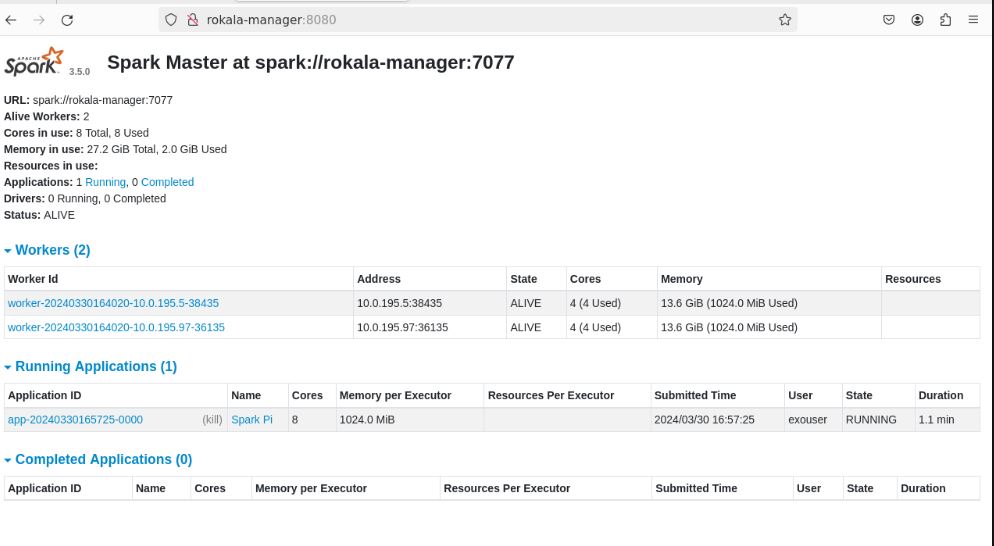 rokala-manager:8080
APACHE
Spark 3.5.0 Spark Master at spark://rokala-manager:7077
URL: spark://rokala-manager:7077
Alive Workers: 2
Cores in use: 8 Total, 8 Used
Memory in use: 27.2 GiB Total, 2.0 GiB Used
Resources in use:
Applications: 1 Running, 0 Completed
Drivers: 0 Running, 0 Completed
Status: ALIVE
Workers (2)
Worker Id Address State Cores Memory Resources
worker-20240330164020-10.0.195.5-38435 10.0.195.5:38435 ALIVE 4 (4 Used) 13.6 GiB (1024.0 MiB Used)
worker-20240330164020-10.0.195.97-36135 10.0.195.97:36135 ALIVE 4 (4 Used) 13.6 GiB (1024.0 MiB Used)
Running Applications (1)
Application ID Name Cores Memory per Executor Resources Per Executor Submitted Time User State Duration
app-20240330165725-0000 (kill) Spark Pi 8 1024.0 MiB 2024/03/30 16:57:25 exouser RUNNING 1.1 min
Completed Applications (0)
Application ID Name Cores Memory per Executor Resources Per Executor Submitted Time User State Duration